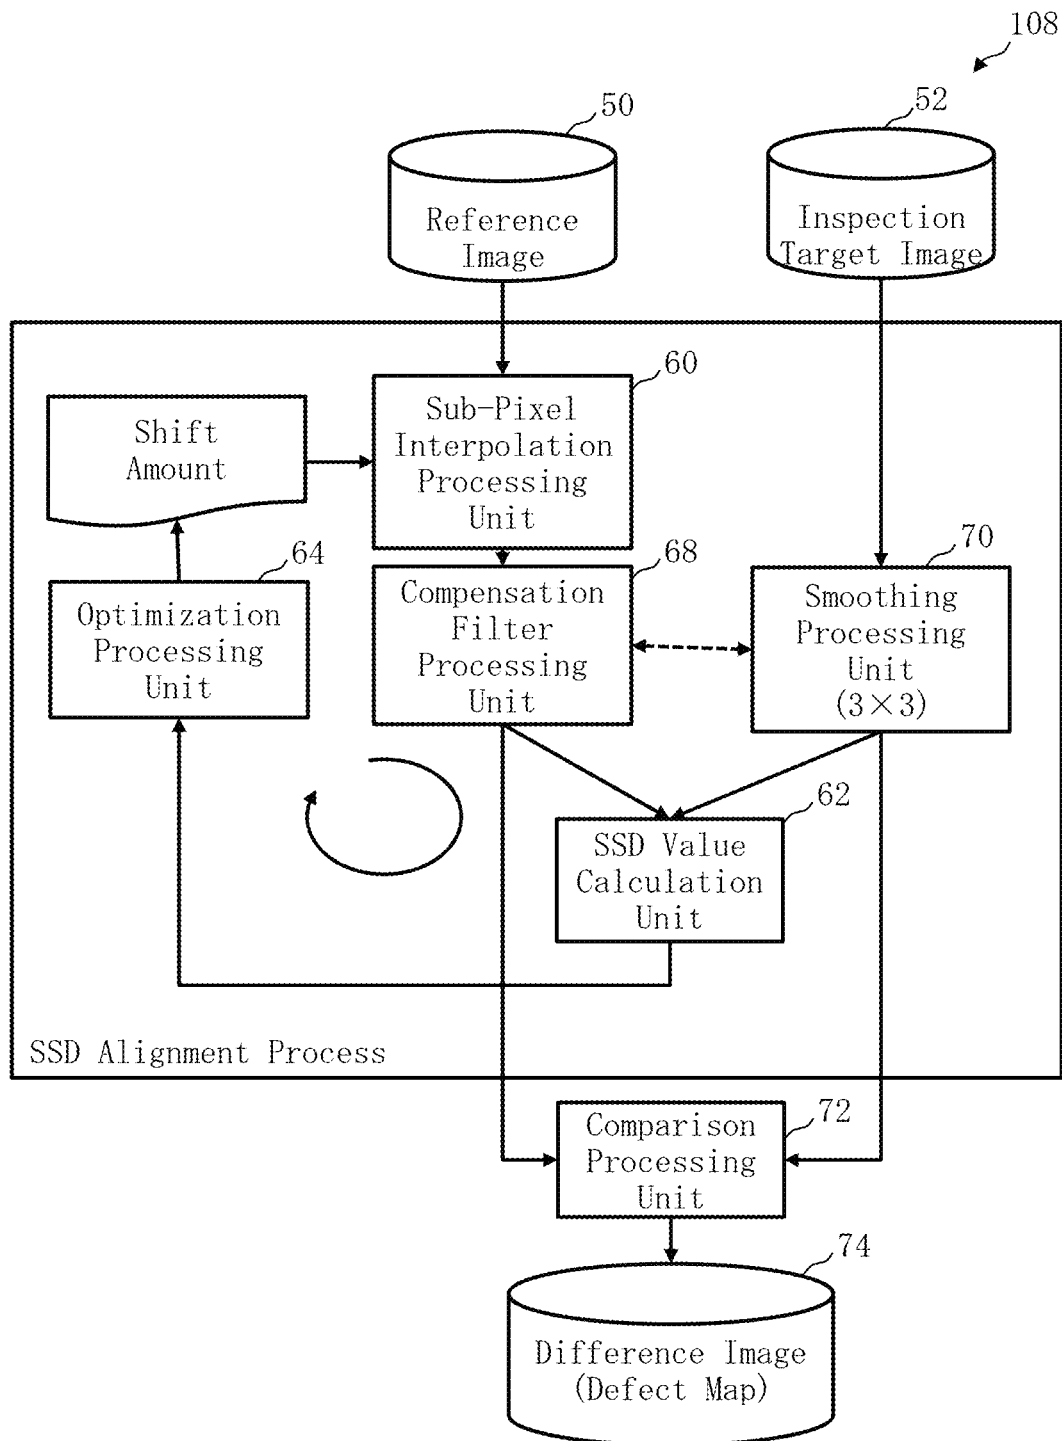 108
50
52
Reference
Image
Inspection
Target Image
60
Shift
Amount
Sub-Pixel
Interpolation
Processing
Unit
64
68
70
Optimization
Processing
Unit
Compensation
Filter
Processing
Unit
Smoothing
Processing
Unit
(3×3)
62
SSD Value
Calculation
Unit
SSD Alignment Process
72
Comparison
Processing
Unit
74
Difference Image
(Defect Map)